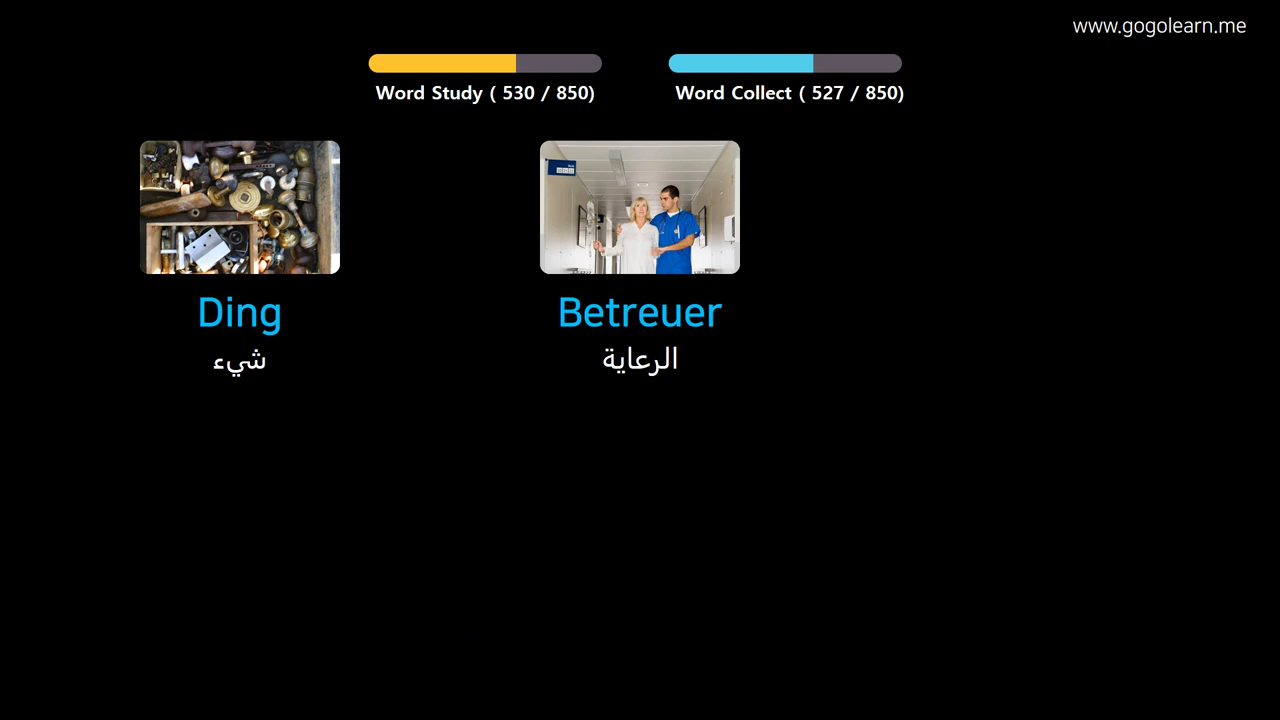 www.gogolearn.me
Word Study ( 530 / 850)
Word Collect ( 527 / 850)
Ding
شيء
Betreuer
الرعاية